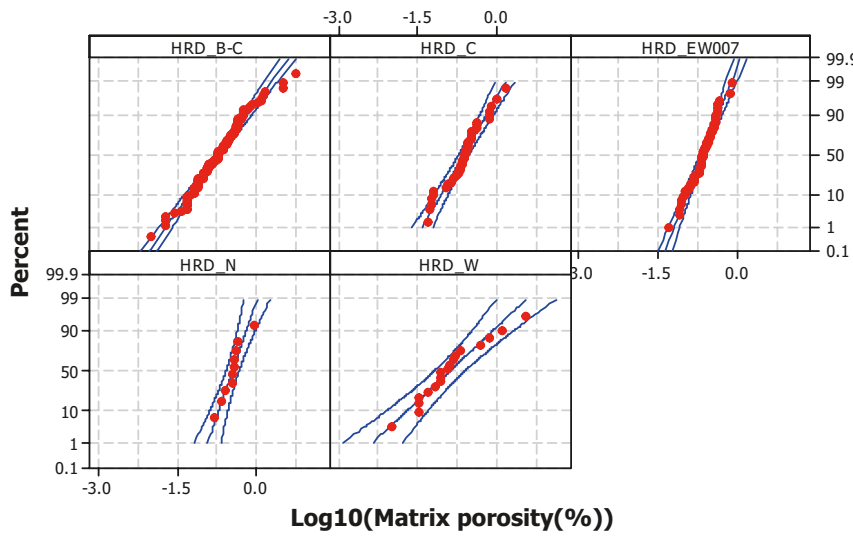 -3.0 -1.5 0.0
HRD_B-C HRD_C HRD_EW007
99.9
99
90
50
10
1
0.1
HRD_N HRD_W
-3.0 -1.5 0.0
99.9
99
90
50
10
1
0.1
-3.0 -1.5 0.0
Percent
Log10(Matrix porosity(%))